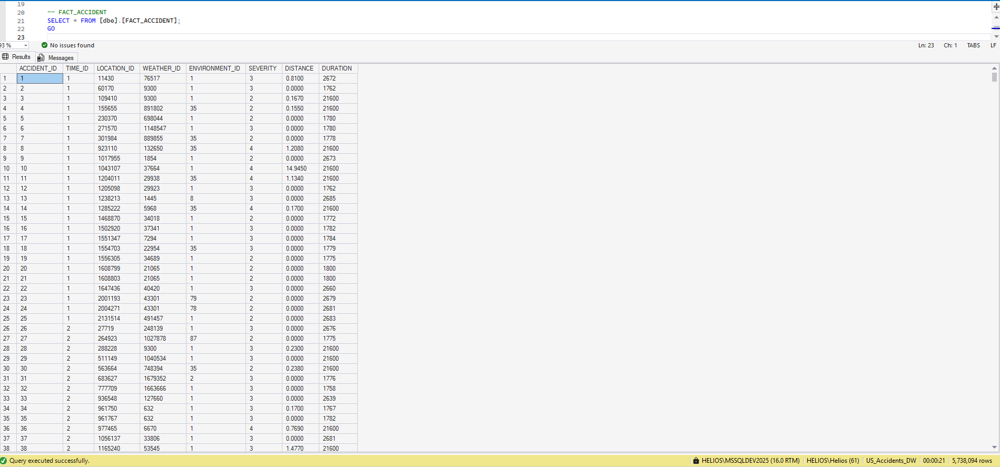 19
20 -- FACT_ACCIDENT
21 SELECT * FROM [dbo].[FACT_ACCIDENT];
22 GO
23
93 % No issues found Ln: 23 Ch: 1 TABS LF
Results Messages
ACCIDENT_ID TIME_ID LOCATION_ID WEATHER_ID ENVIRONMENT_ID SEVERITY DISTANCE DURATION
1 1 1 11430 76517 1 3 0.8100 2672
2 2 1 60170 9300 1 3 0.0000 1762
3 3 1 109410 9300 1 2 0.1670 21600
4 4 1 155655 891802 35 2 0.1550 21600
5 5 1 230370 698044 1 2 0.0000 1780
6 6 1 271570 1148547 1 3 0.0000 1780
7 7 1 301984 889855 35 2 0.0000 1778
8 8 1 923110 132650 35 4 1.2080 21600
9 9 1 1017955 1854 1 2 0.0000 2673
10 10 1 1043107 37664 1 4 14.9450 21600
11 11 1 1204011 29938 35 4 1.1340 21600
12 12 1 1205098 29923 1 3 0.0000 1762
13 13 1 1238213 1445 8 3 0.0000 2685
14 14 1 1285222 5968 35 4 0.1700 21600
15 15 1 1468870 34018 1 2 0.0000 1772
16 16 1 1502920 37341 1 3 0.0000 1782
17 17 1 1551347 7294 1 3 0.0000 1784
18 18 1 1554703 22954 35 3 0.0000 1779
19 19 1 1556305 34689 1 2 0.0000 1775
20 20 1 1608799 21065 1 2 0.0000 1800
21 21 1 1608803 21065 1 2 0.0000 1800
22 22 1 1647436 40420 1 3 0.0000 2660
23 23 1 2001193 43301 79 2 0.0000 2679
24 24 1 2004271 43301 78 2 0.0000 2681
25 25 1 2131514 491457 1 2 0.0000 2683
26 26 2 27719 248139 1 3 0.0000 2676
27 27 2 264923 1027878 87 2 0.0000 1775
28 28 2 288228 9300 1 3 0.2300 21600
29 29 2 511149 1040534 1 3 0.0000 21600
30 30 2 563664 748394 35 2 0.2380 21600
31 31 2 683627 1679352 2 3 0.0000 1776
32 32 2 777709 1663666 1 3 0.0000 1758
33 33 2 936548 127660 1 3 0.0000 2639
34 34 2 961750 632 1 3 0.1700 1767
35 35 2 961767 632 1 3 0.0000 1782
36 36 2 977465 6670 1 4 0.7690 21600
37 37 2 1056137 33806 1 3 0.0000 2681
38 38 2 1165240 53545 1 3 1.4770 21600
Query executed successfully. HELIOS\MSSQLDEV2025 (16.0 RTM) HELIOS\Helios (61) US_Accidents_DW 00:00:21 5,738,094 rows